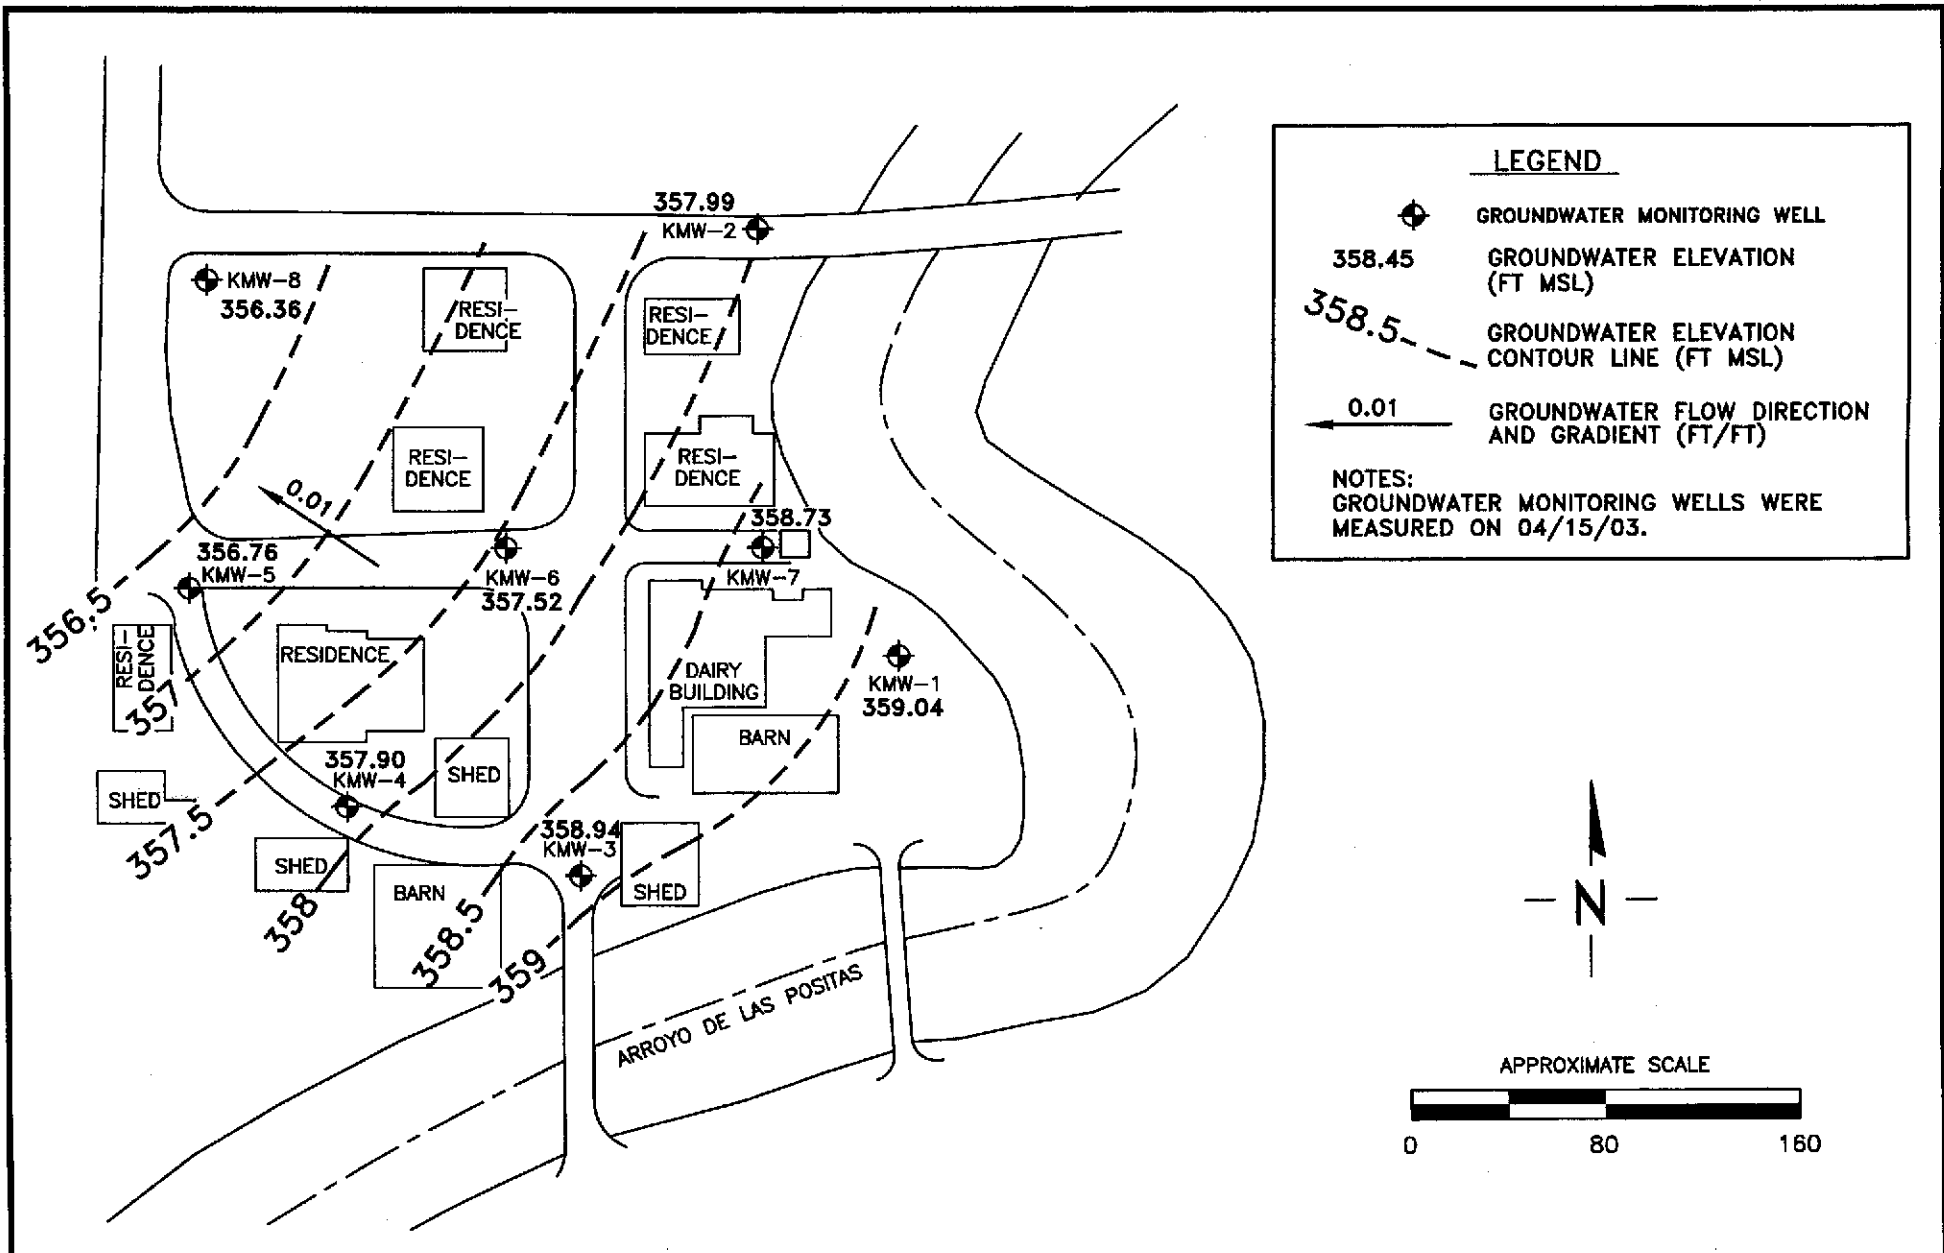 LEGEND
GROUNDWATER MONITORING WELL
358.45
GROUNDWATER ELEVATION
(FT MSL)
358.5
GROUNDWATER ELEVATION
CONTOUR LINE (FT MSL)
0.01
GROUNDWATER FLOW DIRECTION
AND GRADIENT (FT/FT)
NOTES:
GROUNDWATER MONITORING WELLS WERE
MEASURED ON 04/15/03.
357.99
KMW-2
KMW-8
356.36
RESI-
DENCE
RESI-
DENCE
RESI-
DENCE
RESI-
DENCE
0.01
358.73
KMW-7
356.76
KMW-5
KMW-6
357.52
356.5
RESI-
DENCE
RESIDENCE
DAIRY
BUILDING
KMW-1
359.04
357
BARN
357.90
KMW-4
SHED
SHED
357.5
358.94
KMW-3
SHED
BARN
SHED
358
358.5
359
ARROYO DE LAS POSITAS
N
APPROXIMATE SCALE
0 80 160